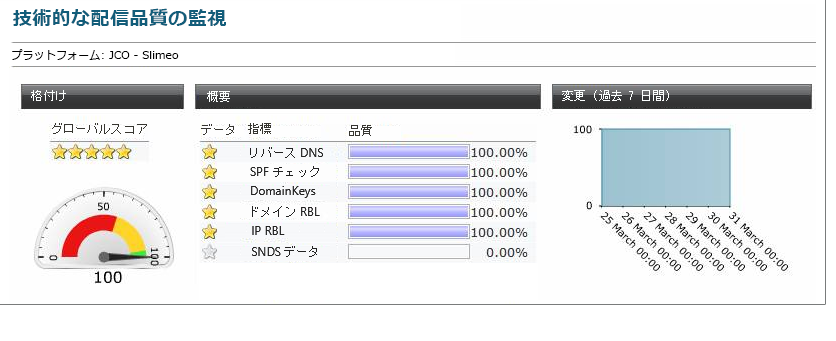 技術的な配信品質の監視
プラットフォーム: JCO - Slimeo
格付け
グローバルスコア
0
50
100
100
概要
データ 指標 品質
リバース DNS 100.00%
SPF チェック 100.00%
DomainKeys 100.00%
ドメイン RBL 100.00%
IP RBL 100.00%
SNDS データ 0.00%
変更（過去 7 日間）
100
0
25 March 00:00
26 March 00:00
27 March 00:00
28 March 00:00
29 March 00:00
30 March 00:00
31 March 00:00